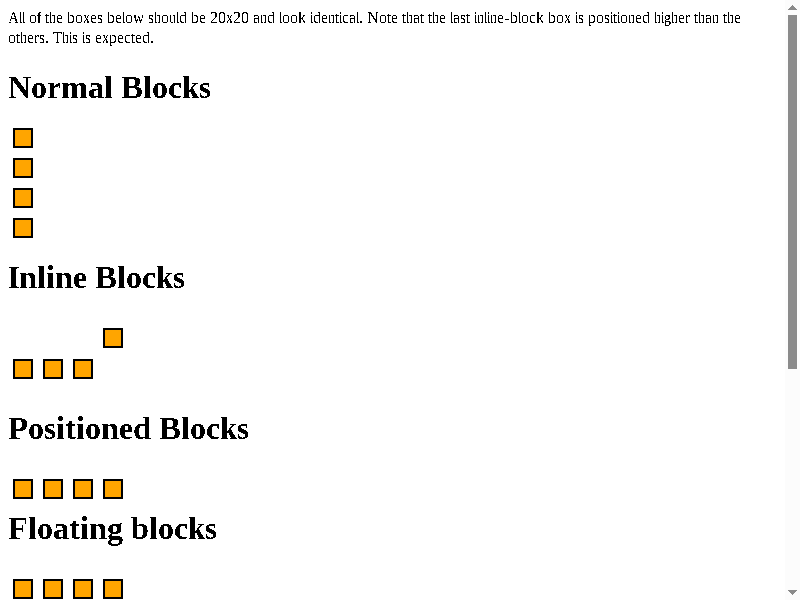 All of the boxes below should be 20x20 and look identical. Note that the last inline-block box is positioned higher than the
others. This is expected.
Normal Blocks
Inline Blocks
Positioned Blocks
Floating blocks